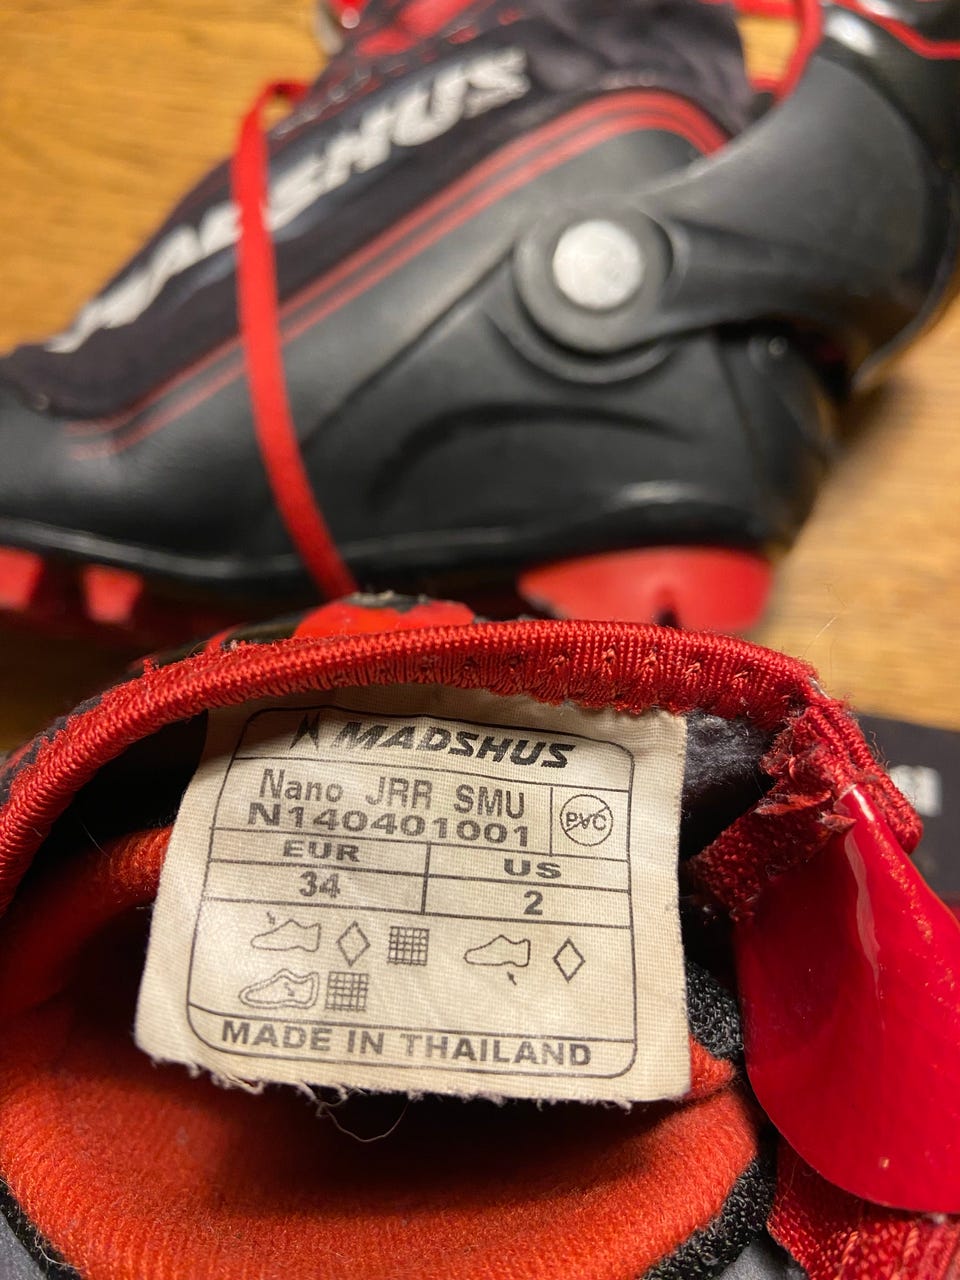 MADSHUS
MADSHUS
Nano JRR SMU
N140401001
PVC
EUR US
34 2
MADE IN THAILAND